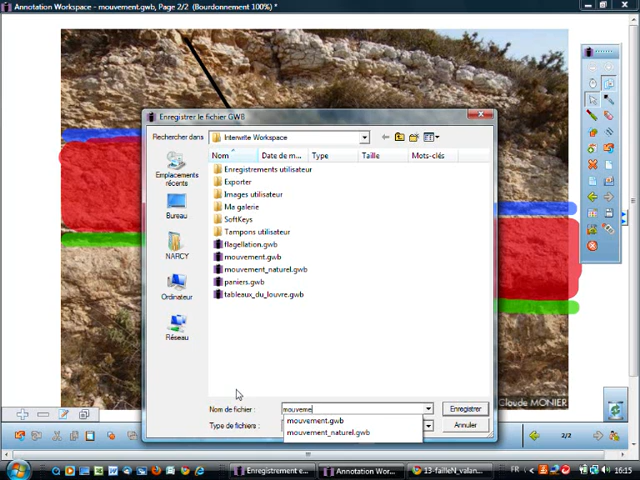 Annotation Workspace - mouvement.gwb, Page 2/2 (Bourdonnement 100%) *
Enregistrer le fichier GWB
Rechercher dans
Interwrite Workspace
Nom
Date de m...
Type
Taille
Mots-clés
Emplacements récents
Bureau
NARCY
Ordinateur
Réseau
Enregistrements utilisateur
Exporter
Images utilisateur
Ma galerie
SoftKeys
Tampons utilisateur
flagellation.gwb
mouvement.gwb
mouvement_naturel.gwb
paniers.gwb
tableaux_du_louvre.gwb
Nom de fichier :
mouveme
Enregistrer
mouvement.gwb
mouvement_naturel.gwb
Type de fichiers :
Annuler
Claude MONIER
2/2
Enregistrement e...
Annotation Wor...
13-failleN_valan...
FR
16:15